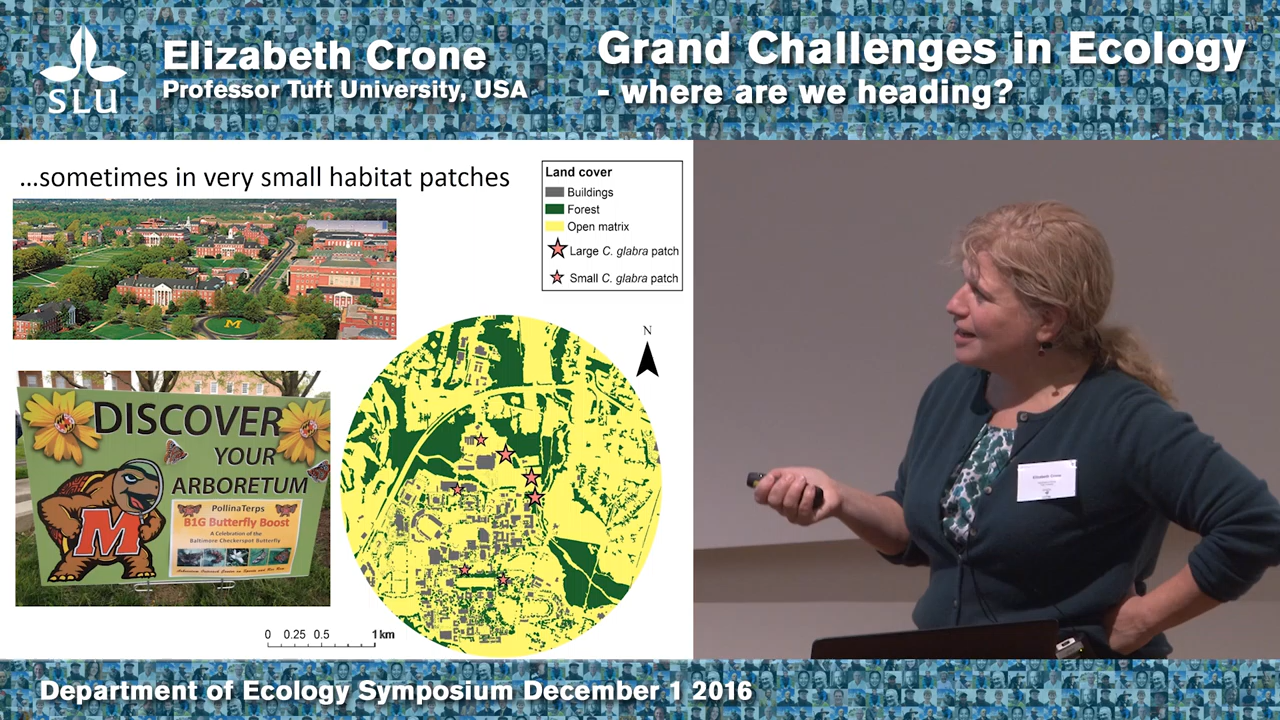 SLU
Elizabeth Crone
Professor Tuft University, USA
Grand Challenges in Ecology
- where are we heading?
...sometimes in very small habitat patches
Land cover
Buildings
Forest
Open matrix
Large C. glabra patch
Small C. glabra patch
M
N
DISCOVER
YOUR
ARBORETUM
PollinaTerps
B1G Butterfly Boost
A Celebration of the
Baltimore Checkerspot Butterfly
M
0 0.25 0.5 1 km
Elizabeth Crone
Department of Ecology Symposium December 1 2016